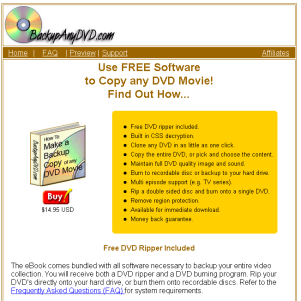 BackupAnyDVD.com
Home | FAQ | Preview | Support Affiliates
Use FREE Software
to Copy any DVD Movie!
Find Out How...
How To
Make a
Backup
Copy of any
DVD Movie
BackupAnyDVD.com
Buy!
$14.95 USD
Free DVD ripper included.
Built in CSS decryption.
Clone any DVD in as little as one click.
Copy the entire DVD, or pick and choose the content.
Maintain full DVD quality image and sound.
Burn to recordable disc or backup to your hard drive.
Multi episode support (e.g. TV series).
Rip a double sided disc and burn onto a single DVD.
Remove region protection.
Available for immediate download.
Money back guarantee.
Free DVD Ripper Included
The eBook comes bundled with all software necessary to backup your entire video
collection. You will receive both a DVD ripper and a DVD burning program. Rip your
DVD's directly onto your hard drive, or burn them onto recordable discs. Refer to the
Frequently Asked Questions (FAQ) for system requirements.